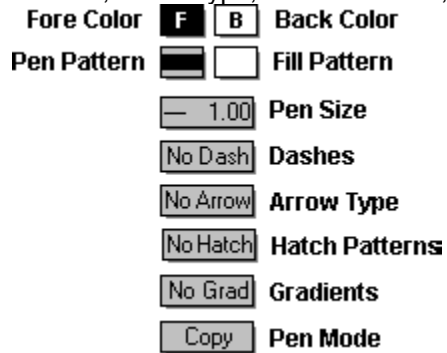 Fore Color F B Back Color
Pen Pattern Fill Pattern
— 1.00 Pen Size
No Dash Dashes
No Arrow Arrow Type
No Hatch Hatch Patterns
No Grad Gradients
Copy Pen Mode